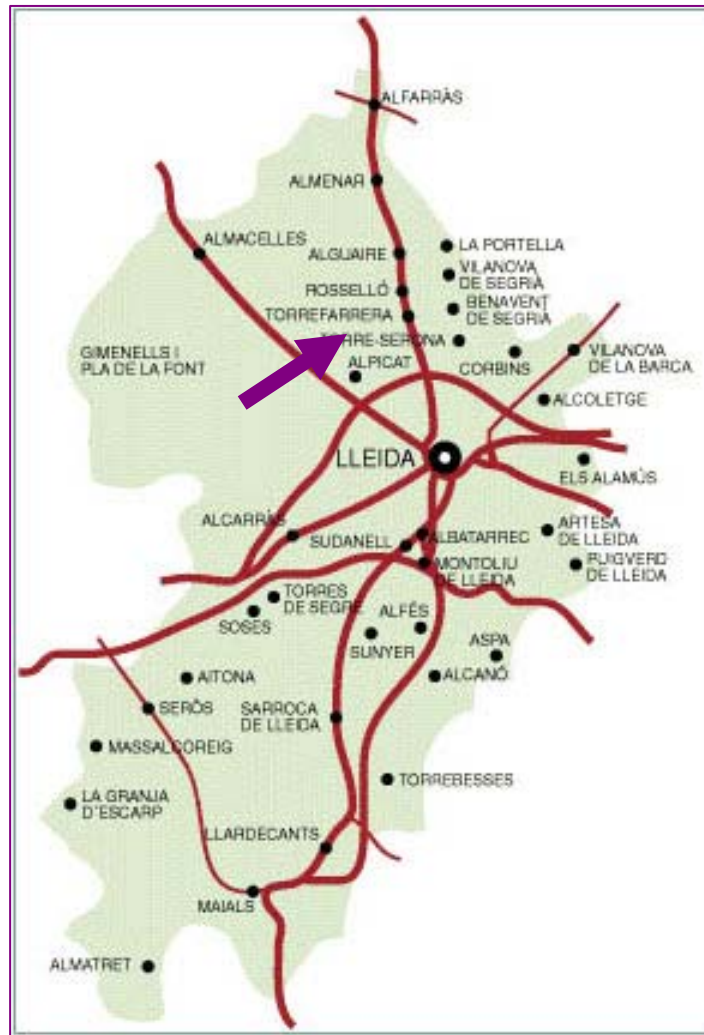 ALFARRÀS
ALMENAR
ALMACELLES
ALGUAIRE
LA PORTELLA
VILANOVA
DE SEGRIÀ
ROSSELLÓ
BENAVENT
DE SEGRIÀ
TORREFARRERA
TORRE-SERONA
GIMENELLS I
PLA DE LA FONT
ALPICAT
CORBINS
VILANOVA
DE LA BARCA
ALCOLETGE
LLEIDA
ELS ALAMÚS
ALCARRÀS
SUDANELL
ALBATARREC
ARTESA
DE LLEIDA
MONTOLIU
DE LLEIDA
PUIGVERD
DE LLEIDA
TORRES
DE SEGRE
SOSES
ALFÉS
SUNYER
ASPA
ALCANÓ
AITONA
SERÒS
SARROCA
DE LLEIDA
MASSALCOREIG
TORREBESSES
LA GRANJA
D'ESCARP
LLARDECANTS
MAIALS
ALMATRET